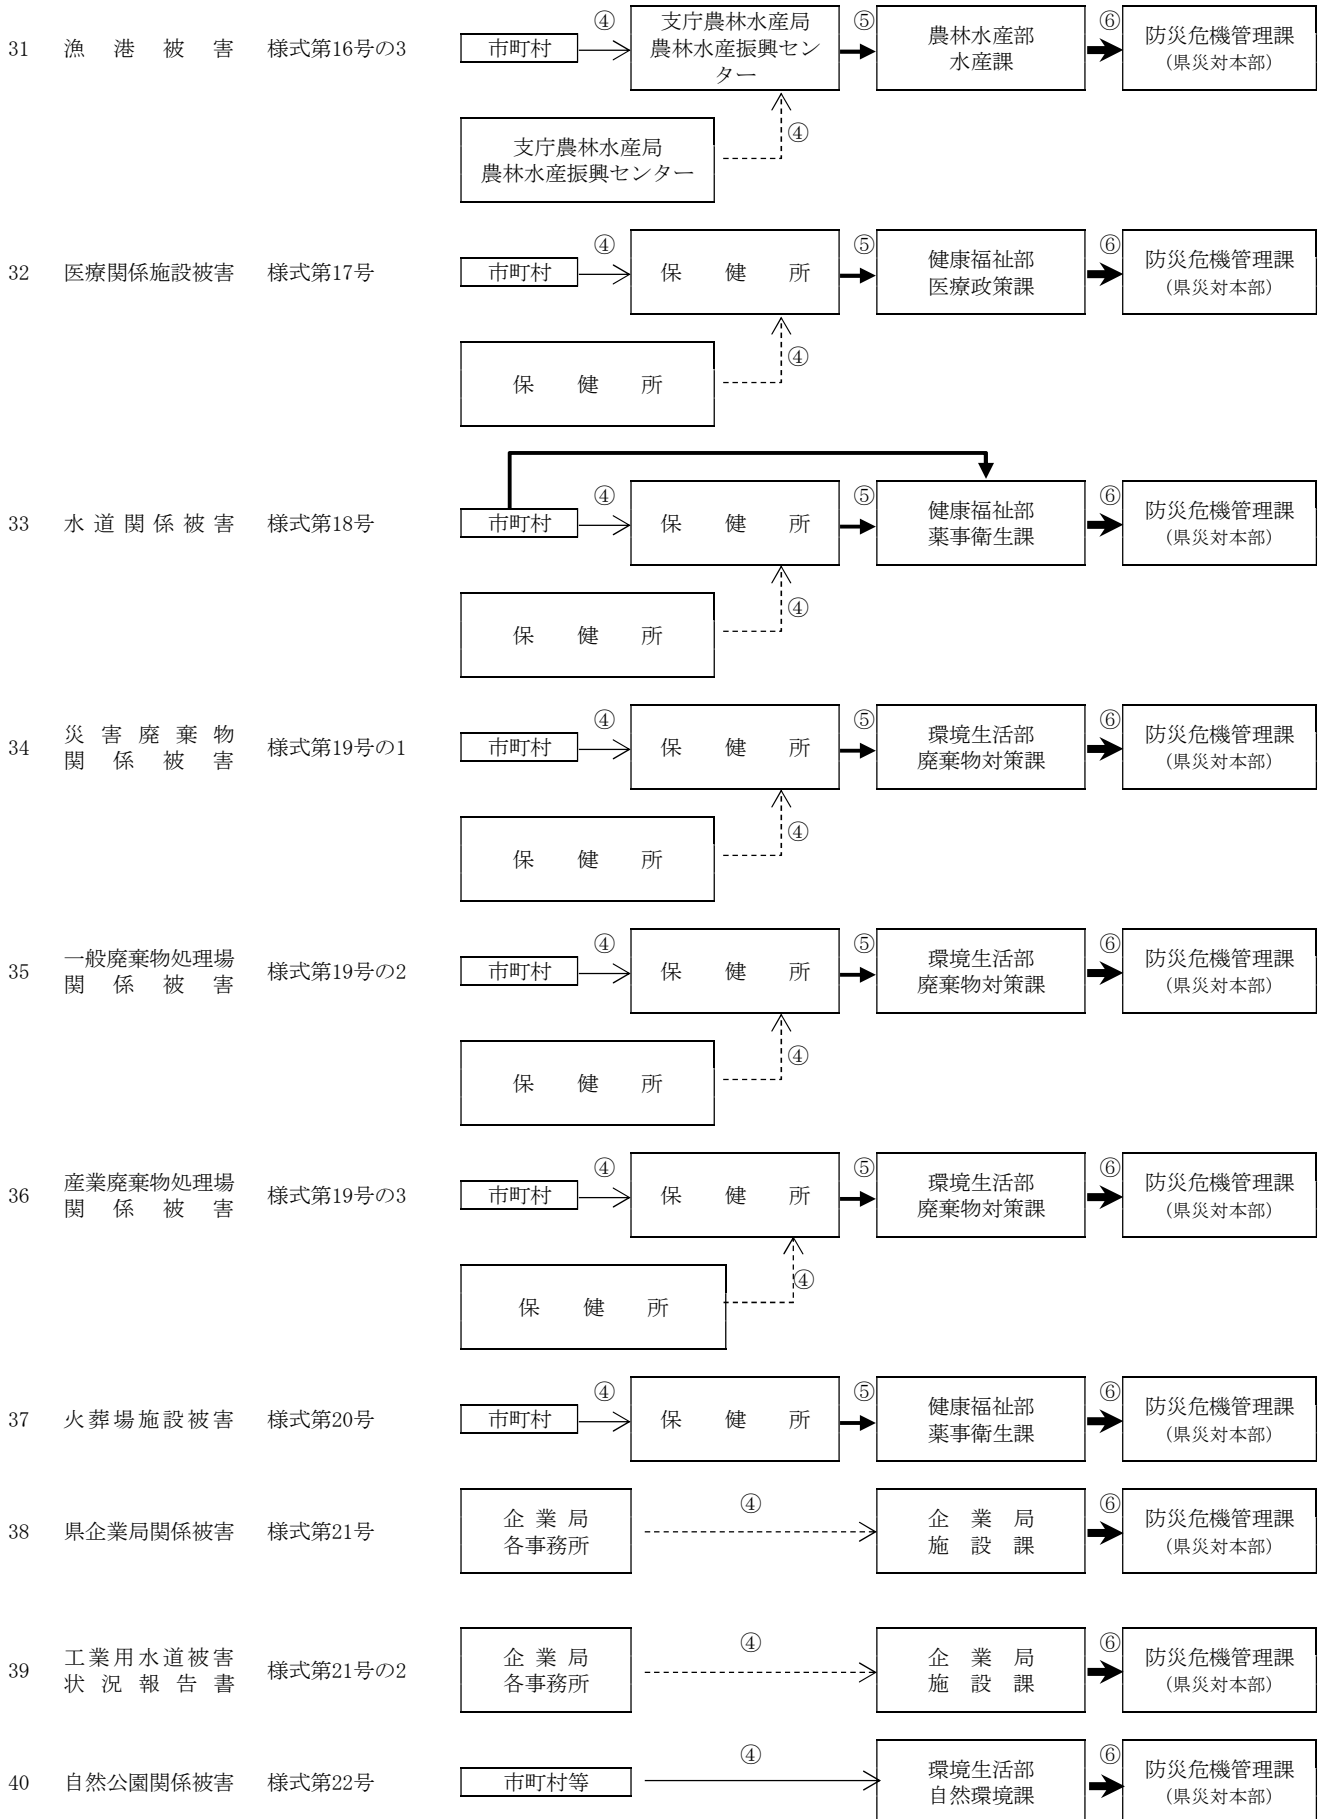 ④ ⑤ ⑥
31 漁港被害 様式第16号の3 市町村 支庁農林水産局 農林水産部 防災危機管理課
農林水産振興セン 水産課 (県災対本部)
ター
④
支庁農林水産局
農林水産振興センター
④ ⑤ ⑥
32 医療関係施設被害 様式第17号 市町村 保健所 健康福祉部 防災危機管理課
医療政策課 (県災対本部)
④
保健所
④ ⑤ ⑥
33 水道関係被害 様式第18号 市町村 保健所 健康福祉部 防災危機管理課
薬事衛生課 (県災対本部)
④
保健所
④ ⑤ ⑥
34 災害廃棄物 様式第19号の1 市町村 保健所 環境生活部 防災危機管理課
関係被害 廃棄物対策課 (県災対本部)
④
保健所
④ ⑤ ⑥
35 一般廃棄物処理場 様式第19号の2 市町村 保健所 環境生活部 防災危機管理課
関係被害 廃棄物対策課 (県災対本部)
④
保健所
④ ⑤ ⑥
36 産業廃棄物処理場 様式第19号の3 市町村 保健所 環境生活部 防災危機管理課
関係被害 廃棄物対策課 (県災対本部)
④
保健所
④ ⑤ ⑥
37 火葬場施設被害 様式第20号 市町村 保健所 健康福祉部 防災危機管理課
薬事衛生課 (県災対本部)
④ ⑥
38 県企業局関係被害 様式第21号 企業局 企業局 防災危機管理課
各事務所 施設課 (県災対本部)
④ ⑥
39 工業用水道被害 様式第21号の2 企業局 企業局 防災危機管理課
状況報告書 各事務所 施設課 (県災対本部)
④ ⑥
40 自然公園関係被害 様式第22号 市町村等 環境生活部 防災危機管理課
自然環境課 (県災対本部)